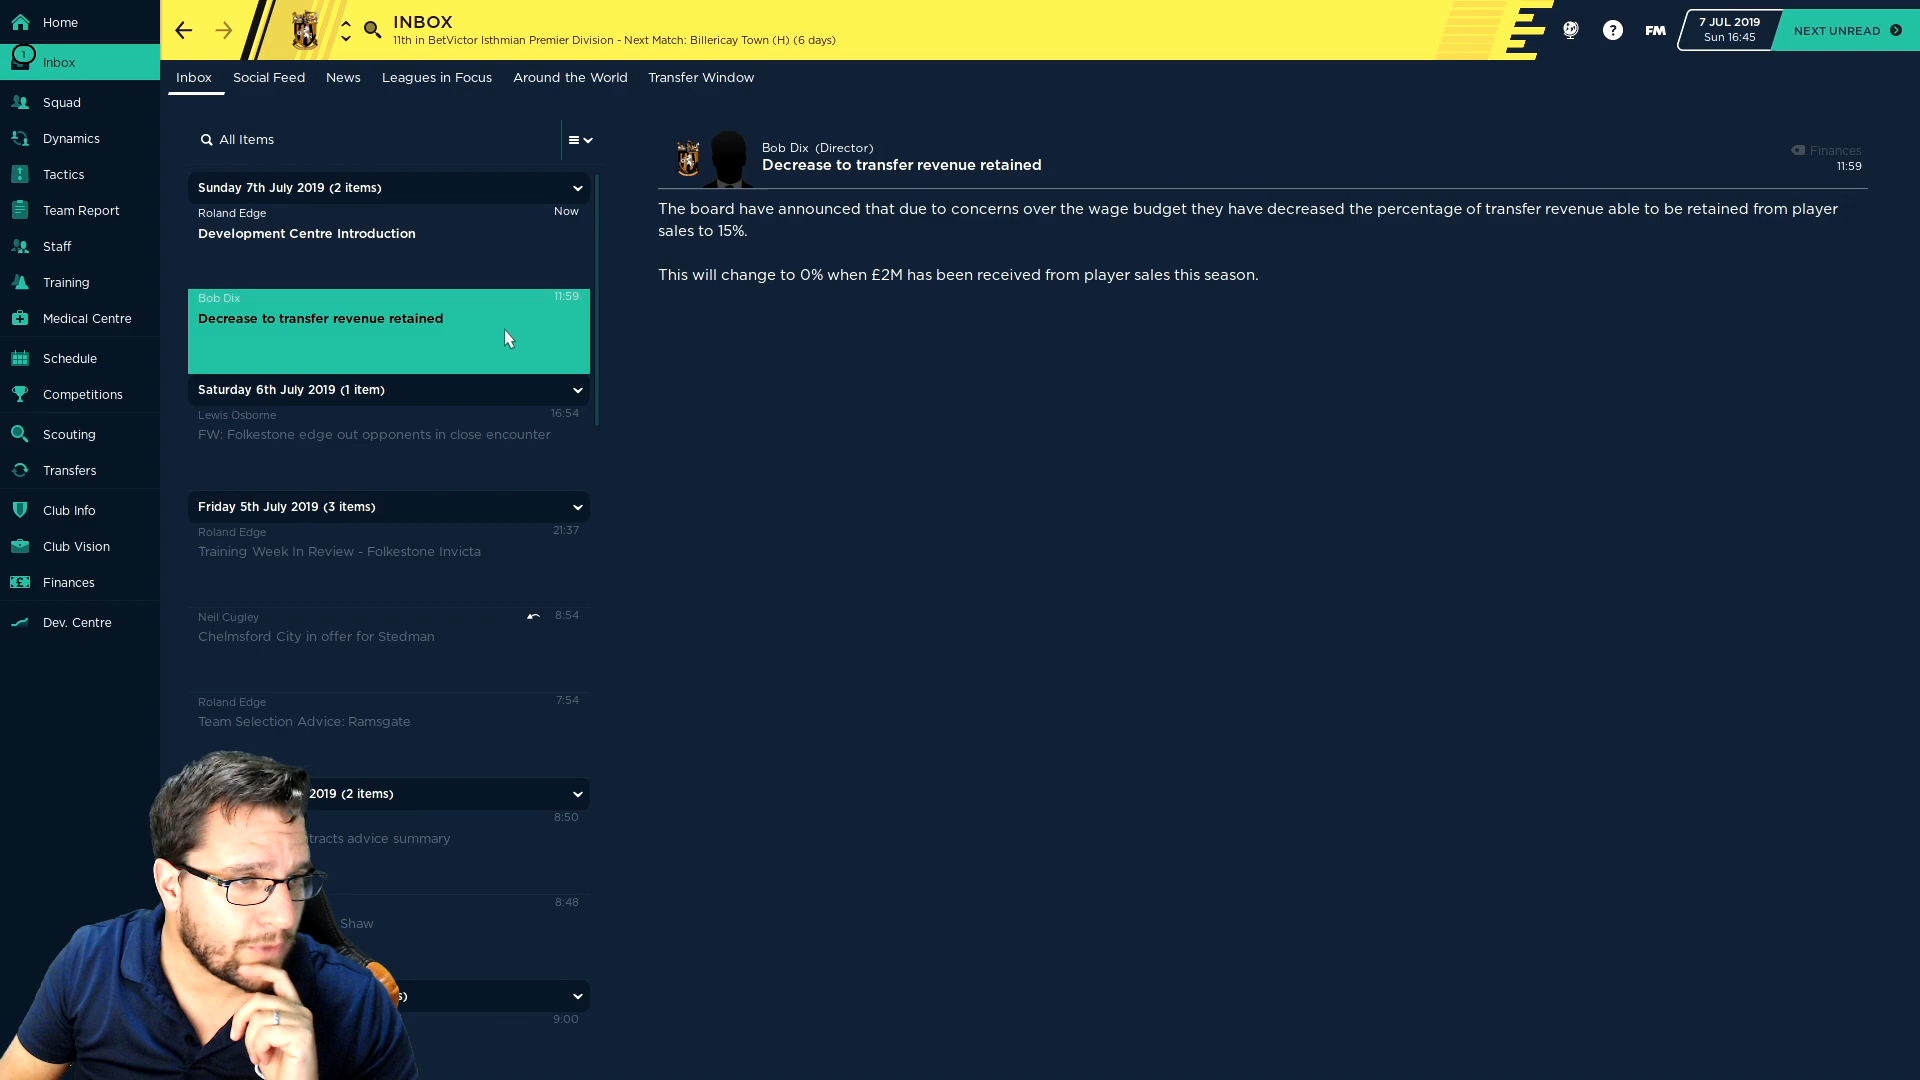 Home
1
Inbox
Squad
Dynamics
Tactics
Team Report
Staff
Training
Medical Centre
Schedule
Competitions
Scouting
Transfers
Club Info
Club Vision
Finances
Dev. Centre
INBOX
11th in BetVictor Isthmian Premier Division - Next Match: Billericay Town (H) (6 days)
?
FM
7 JUL 2019
Sun 16:45
NEXT UNREAD
Inbox Social Feed News Leagues in Focus Around the World Transfer Window
All Items
Sunday 7th July 2019 (2 items)
Roland Edge Now
Development Centre Introduction
Bob Dix 11:59
Decrease to transfer revenue retained
Saturday 6th July 2019 (1 item)
Lewis Osborne 16:54
FW: Folkestone edge out opponents in close encounter
Friday 5th July 2019 (3 items)
Roland Edge 21:37
Training Week In Review - Folkestone Invicta
Neil Cugley 8:54
Chelmsford City in offer for Stedman
Roland Edge 7:54
Team Selection Advice: Ramsgate
2019 (2 items)
8:50
tracts advice summary
8:48
Shaw
s)
9:00
Bob Dix (Director)
Decrease to transfer revenue retained
Finances
11:59
The board have announced that due to concerns over the wage budget they have decreased the percentage of transfer revenue able to be retained from player
sales to 15%.
This will change to 0% when £2M has been received from player sales this season.